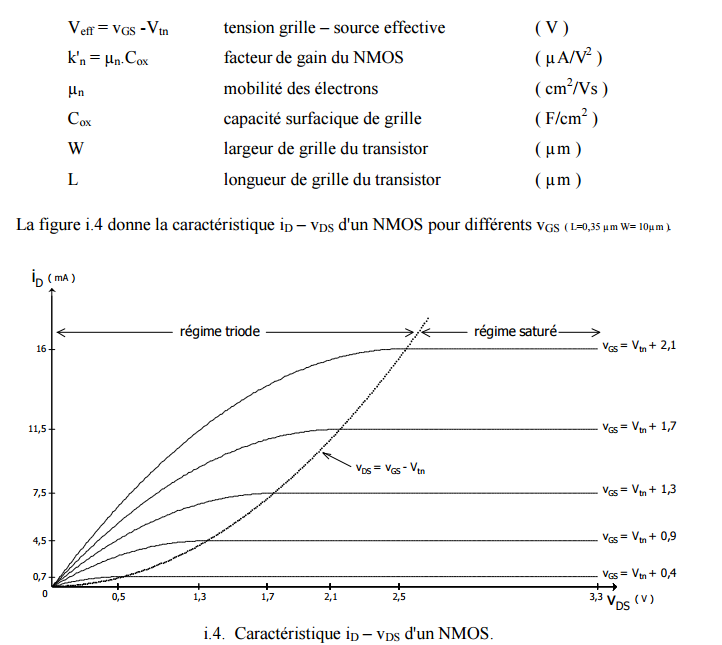 Veff = vGS -Vtn tension grille – source effective ( V )
k'n = μn.Cox facteur de gain du NMOS ( μA/V² )
μn mobilité des électrons ( cm²/Vs )
Cox capacité surfacique de grille ( F/cm² )
W largeur de grille du transistor ( μm )
L longueur de grille du transistor ( μm )
La figure i.4 donne la caractéristique iD – vDS d'un NMOS pour différents vGS ( L=0,35 μm W= 10μm ).
iD ( mA )
régime triode régime saturé
16 vGS = Vtn + 2,1
11,5 vGS = Vtn + 1,7
vDS = vGS - Vtn
7,5 vGS = Vtn + 1,3
4,5 vGS = Vtn + 0,9
0,7 vGS = Vtn + 0,4
0 0,5 1,3 1,7 2,1 2,5 3,3 VDS ( V )
i.4. Caractéristique iD – vDS d'un NMOS.